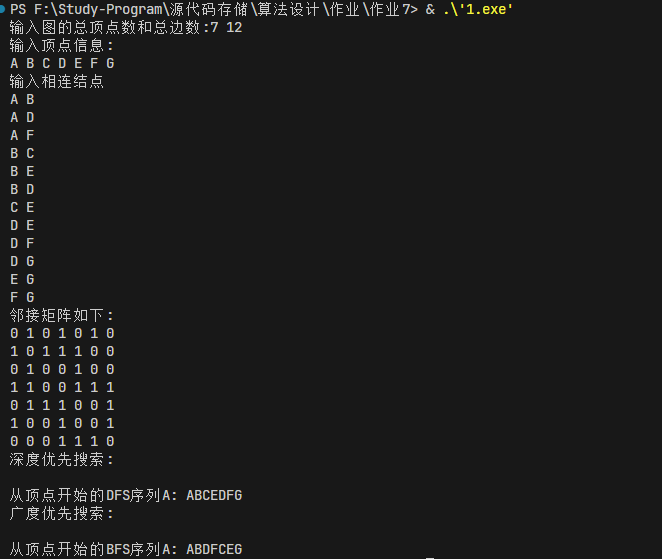 PS F:\Study-Program\源代码存储\算法设计\作业\作业7> & .\'1.exe'
输入图的总顶点数和总边数:7 12
输入顶点信息:
A B C D E F G
输入相连结点
A B
A D
A F
B C
B E
B D
C E
D E
D F
D G
E G
F G
邻接矩阵如下:
0 1 0 1 0 1 0
1 0 1 1 1 0 0
0 1 0 0 1 0 0
1 1 0 0 1 1 1
0 1 1 1 0 0 1
1 0 0 1 0 0 1
0 0 0 1 1 1 0
深度优先搜索:
从顶点开始的DFS序列A: ABCEDFG
广度优先搜索:
从顶点开始的BFS序列A: ABDFCEG